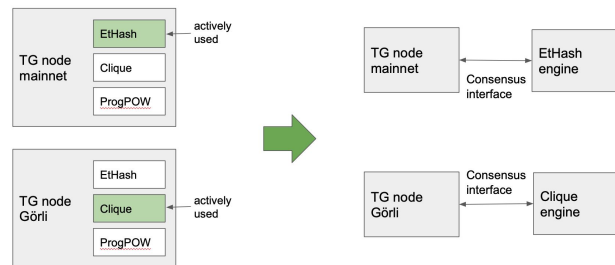 EtHash
actively
used
TG node
mainnet
Clique
ProgPOW
EtHash
TG node
Görli
Clique
actively
used
ProgPOW
TG node
mainnet
Consensus
interface
EtHash
engine
TG node
Görli
Consensus
interface
Clique
engine